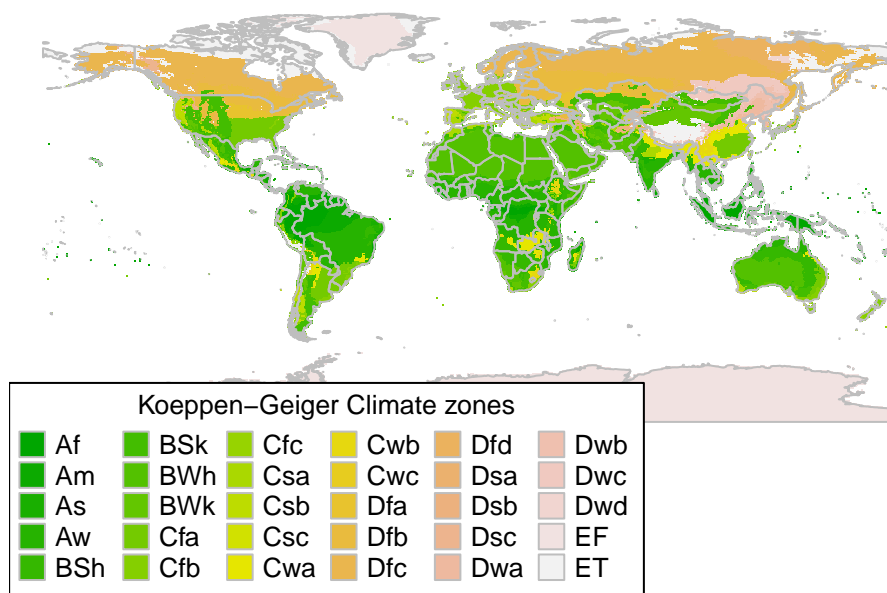 Koeppen−Geiger Climate zones
Af BSk Cfc Cwb Dfd Dwb
Am BWh Csa Cwc Dsa Dwc
As BWk Csb Dfa Dsb Dwd
Aw Cfa Csc Dfb Dsc EF
BSh Cfb Cwa Dfc Dwa ET